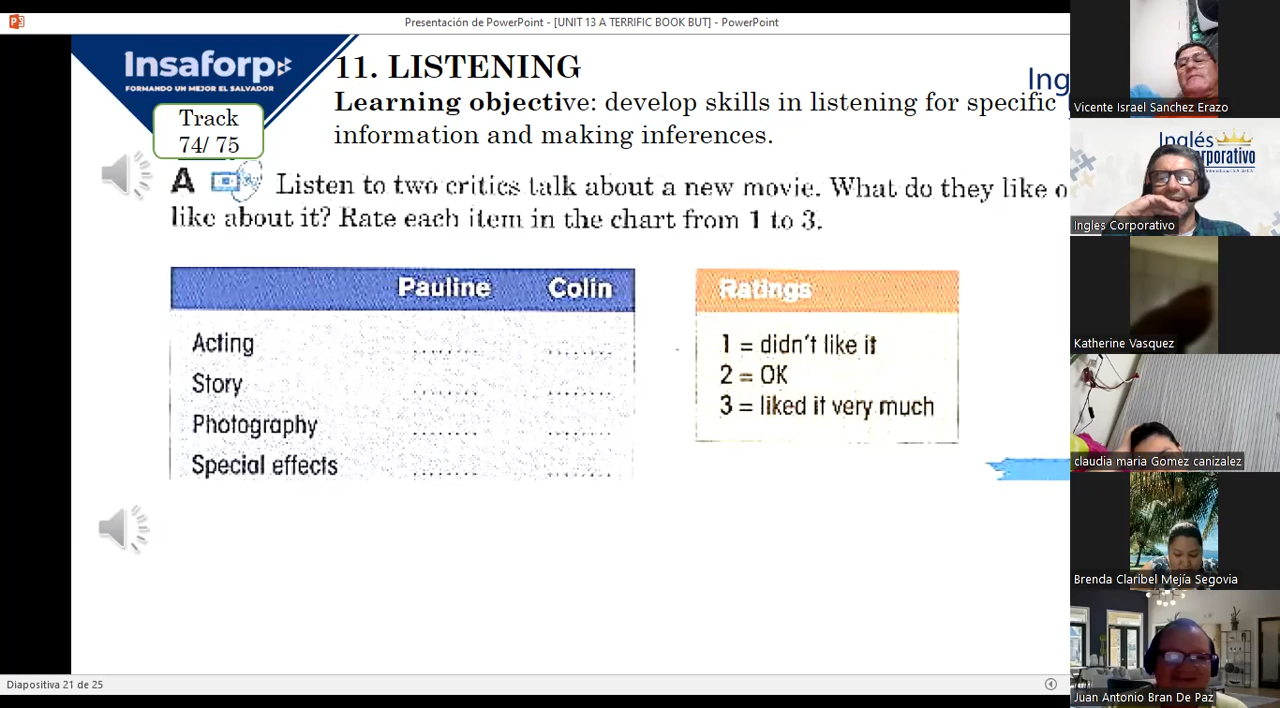 Presentación de PowerPoint - [UNIT 13 A TERRIFIC BOOK BUT] - PowerPoint
Insaforp
FORMANDO UN MEJOR EL SALVADOR
11. LISTENING
Ing
Learning objective: develop skills in listening for specific
information and making inferences.
Track
74/ 75
A Listen to two critics talk about a new movie. What do they like o
like about it? Rate each item in the chart from 1 to 3.
Pauline Colin
Acting
Story
Photography
Special effects
Ratings
1 = didn't like it
2 = OK
3 = liked it very much
Diapositiva 21 de 25
Vicente Israel Sanchez Erazo
Inglés
Corporativo
Ingles Corporativo
Katherine Vasquez
claudia maria Gomez canizalez
Brenda Claribel Mejía Segovia
Juan Antonio Bran De Paz